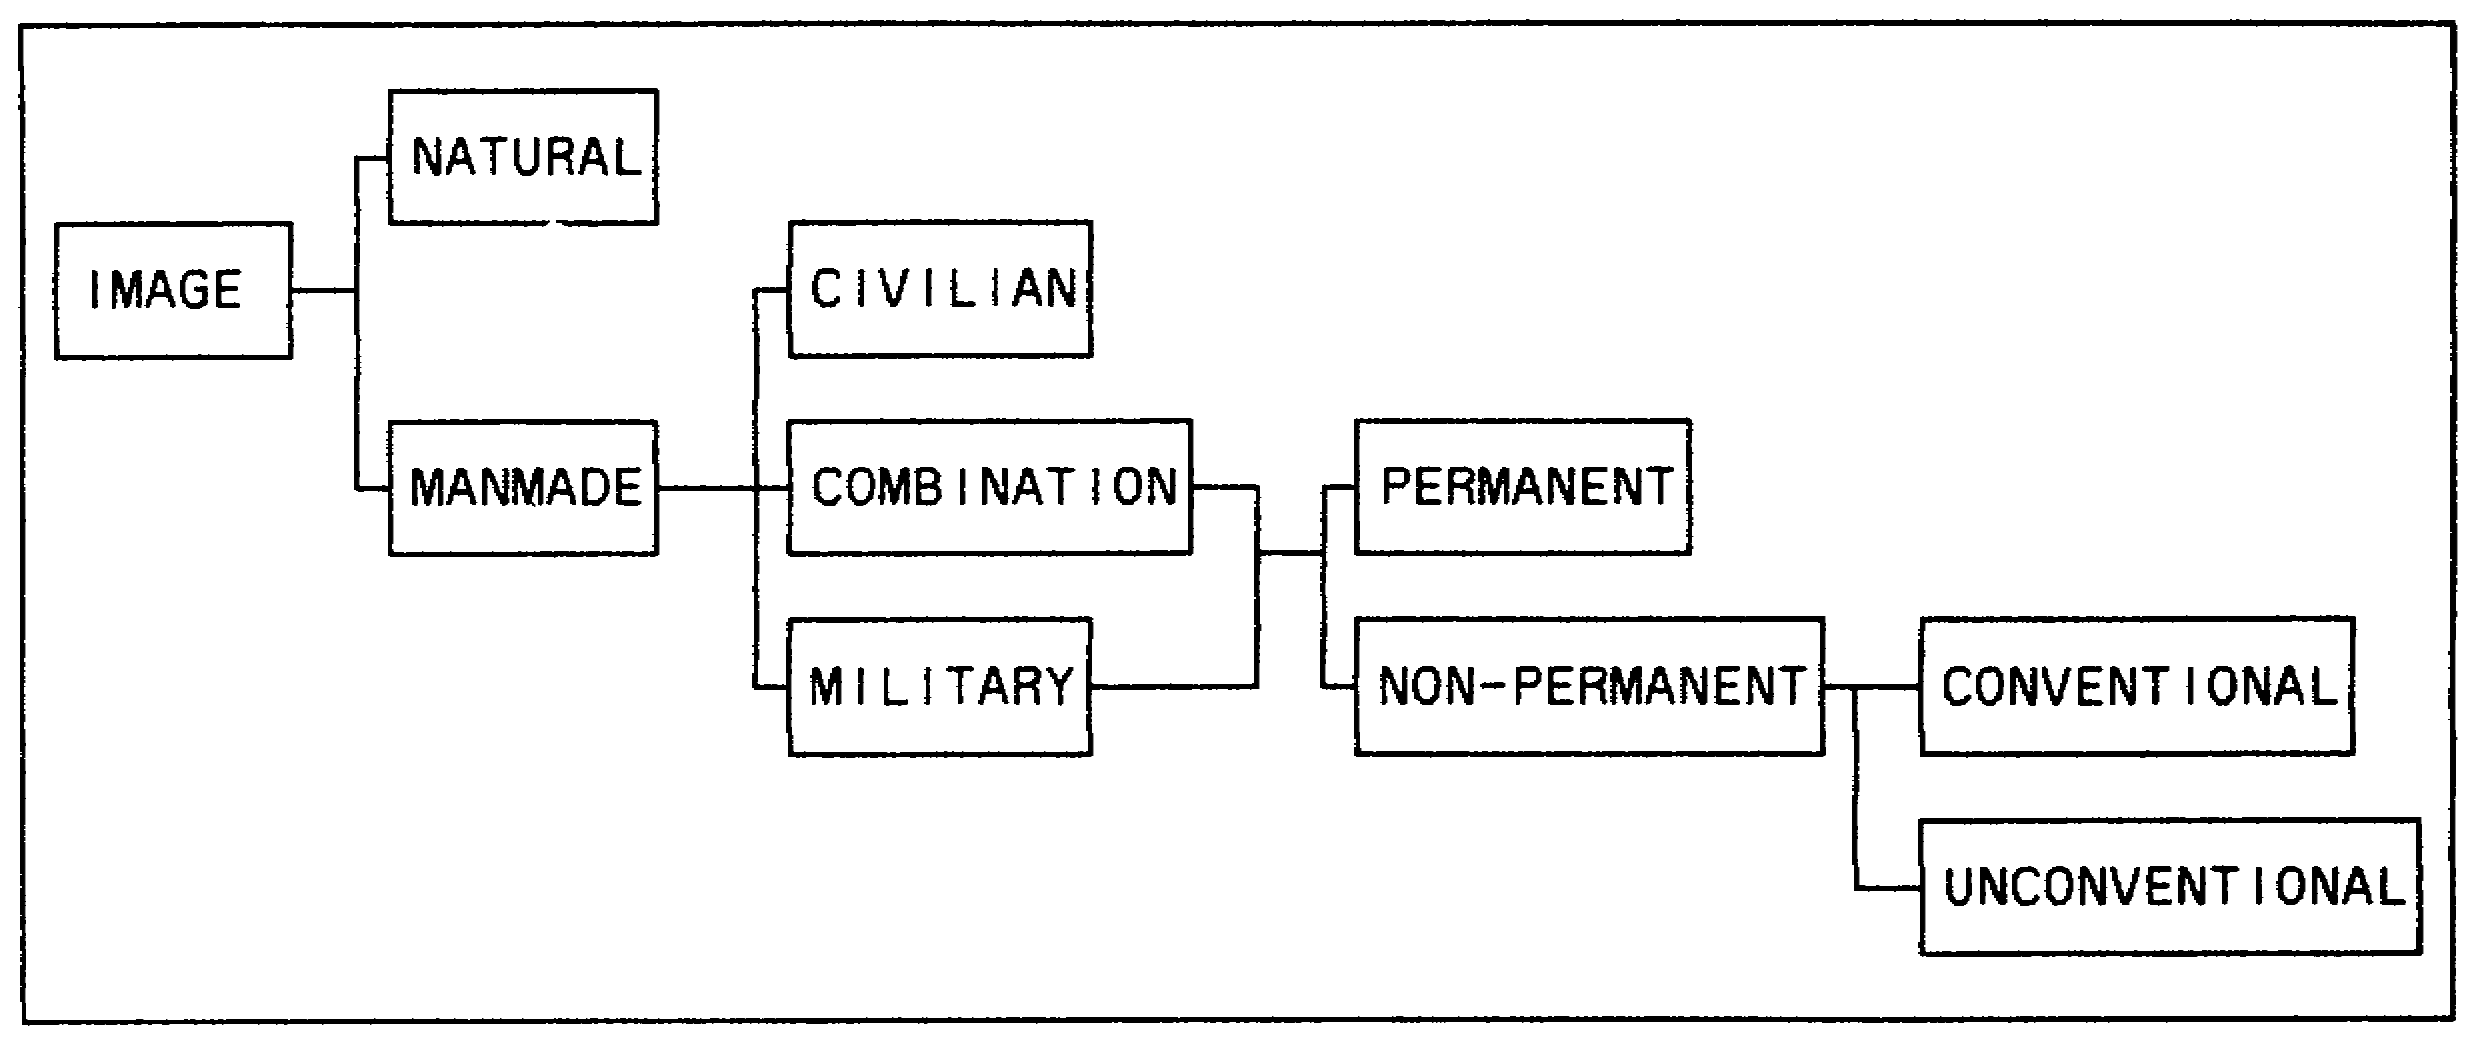 NATURAL
IMAGE
CIVILIAN
MANMADE
COMBINATION
PERMANENT
MILITARY
NON-PERMANENT
CONVENTIONAL
UNCONVENTIONAL